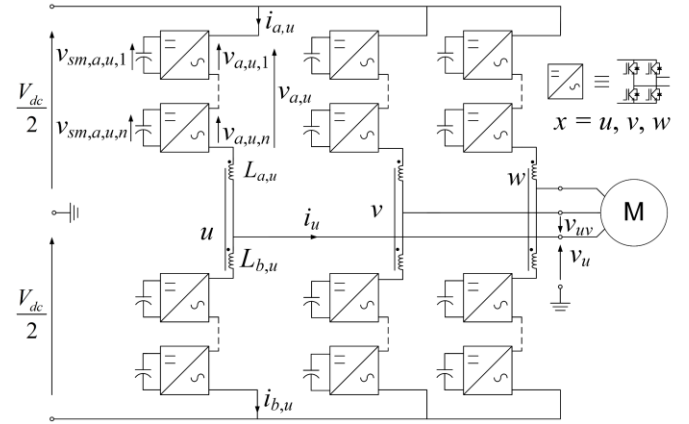 i_{a,u}
v_{sm,a,u,1}
v_{a,u,1}
V_{dc}/2
v_{a,u}
≡
v_{sm,a,u,n}
v_{a,u,n}
x = u, v, w
L_{a,u}
w
u
i_u
v
M
v_{uv}
L_{b,u}
v_u
V_{dc}/2
i_{b,u}